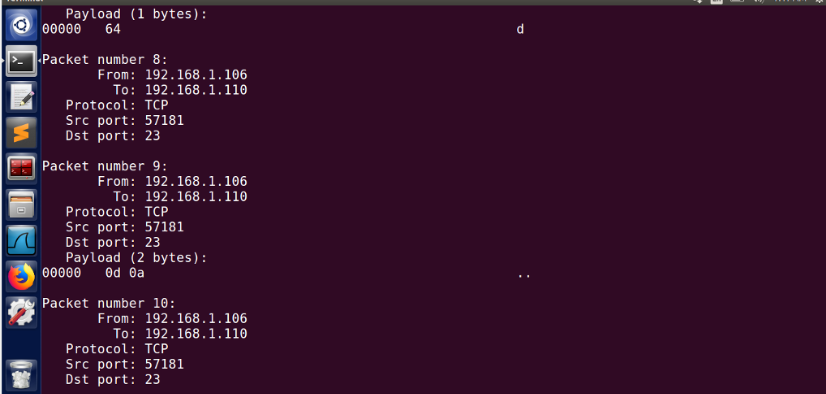 Payload (1 bytes):
00000   64                                                  d
Packet number 8:
From: 192.168.1.106
To: 192.168.1.110
Protocol: TCP
Src port: 57181
Dst port: 23
Packet number 9:
From: 192.168.1.106
To: 192.168.1.110
Protocol: TCP
Src port: 57181
Dst port: 23
Payload (2 bytes):
00000   0d 0a                                               ..
Packet number 10:
From: 192.168.1.106
To: 192.168.1.110
Protocol: TCP
Src port: 57181
Dst port: 23